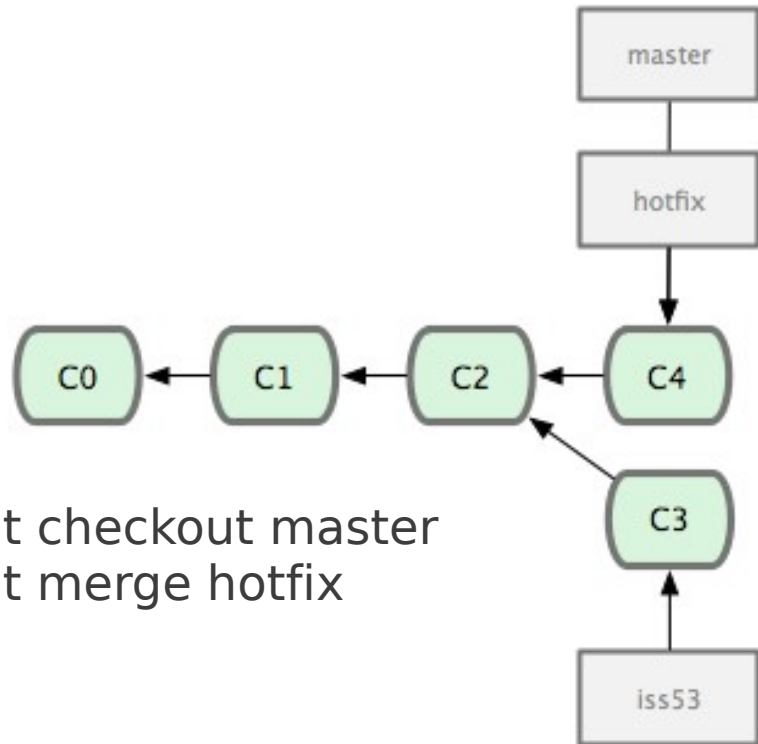 master
hotfix
C0
C1
C2
C4
C3
t checkout master
t merge hotfix
iss53